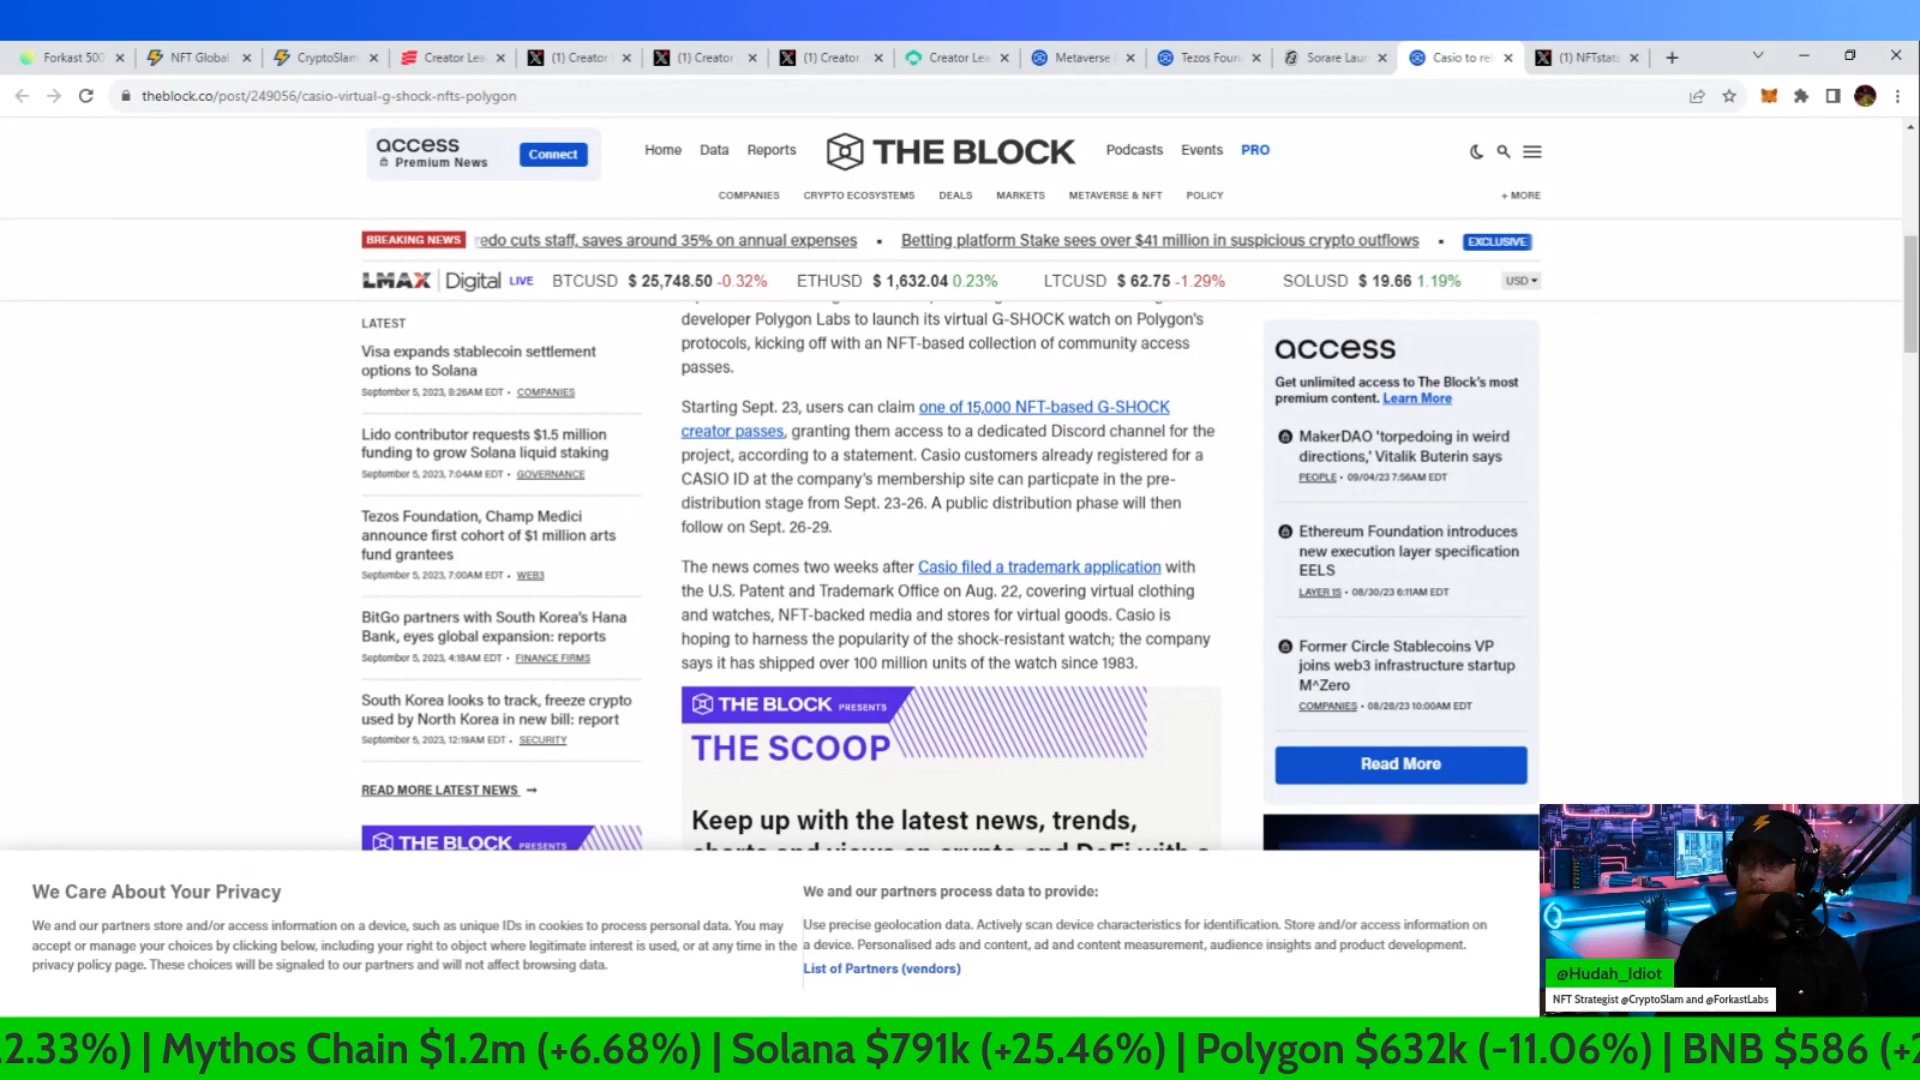 Forkast 500
NFT Global
CryptoSlam
Creator Lea
(1) Creator
(1) Creator
(1) Creator
Creator Lea
Metaverse
Tezos Foun
Sorare Laun
Casio to rel
(1) NFTstats
theblock.co/post/249056/casio-virtual-g-shock-nfts-polygon
access
Premium News
Connect
Home Data Reports
THE BLOCK
Podcasts Events PRO
COMPANIES CRYPTO ECOSYSTEMS DEALS MARKETS METAVERSE & NFT POLICY
+ MORE
BREAKING NEWS
redo cuts staff, saves around 35% on annual expenses ▪ Betting platform Stake sees over $41 million in suspicious crypto outflows ▪
EXCLUSIVE
LMAX Digital LIVE
BTCUSD $ 25,748.50 -0.32%
ETHUSD $ 1,632.04 0.23%
LTCUSD $ 62.75 -1.29%
SOLUSD $ 19.66 1.19%
USD
LATEST
Visa expands stablecoin settlement
options to Solana
September 5, 2023, 8:26AM EDT • COMPANIES
Lido contributor requests $1.5 million
funding to grow Solana liquid staking
September 5, 2023, 7:04AM EDT • GOVERNANCE
Tezos Foundation, Champ Medici
announce first cohort of $1 million arts
fund grantees
September 5, 2023, 7:00AM EDT • WEB3
BitGo partners with South Korea's Hana
Bank, eyes global expansion: reports
September 5, 2023, 4:18AM EDT • FINANCE FIRMS
South Korea looks to track, freeze crypto
used by North Korea in new bill: report
September 5, 2023, 12:19AM EDT • SECURITY
READ MORE LATEST NEWS →
THE BLOCK PRESENTS
developer Polygon Labs to launch its virtual G-SHOCK watch on Polygon's
protocols, kicking off with an NFT-based collection of community access
passes.
Starting Sept. 23, users can claim one of 15,000 NFT-based G-SHOCK
creator passes, granting them access to a dedicated Discord channel for the
project, according to a statement. Casio customers already registered for a
CASIO ID at the company's membership site can particpate in the pre-
distribution stage from Sept. 23-26. A public distribution phase will then
follow on Sept. 26-29.
The news comes two weeks after Casio filed a trademark application with
the U.S. Patent and Trademark Office on Aug. 22, covering virtual clothing
and watches, NFT-backed media and stores for virtual goods. Casio is
hoping to harness the popularity of the shock-resistant watch; the company
says it has shipped over 100 million units of the watch since 1983.
THE BLOCK PRESENTS
THE SCOOP
Keep up with the latest news, trends,
charts and views on crypto and DeFi with a
access
Get unlimited access to The Block's most
premium content. Learn More
MakerDAO 'torpedoing in weird
directions,' Vitalik Buterin says
PEOPLE • 09/04/23 7:56AM EDT
Ethereum Foundation introduces
new execution layer specification
EELS
LAYER 1S • 08/30/23 6:11AM EDT
Former Circle Stablecoins VP
joins web3 infrastructure startup
M^Zero
COMPANIES • 08/28/23 10:00AM EDT
Read More
We Care About Your Privacy
We and our partners store and/or access information on a device, such as unique IDs in cookies to process personal data. You may
accept or manage your choices by clicking below, including your right to object where legitimate interest is used, or at any time in the
privacy policy page. These choices will be signaled to our partners and will not affect browsing data.
We and our partners process data to provide:
Use precise geolocation data. Actively scan device characteristics for identification. Store and/or access information on
a device. Personalised ads and content, ad and content measurement, audience insights and product development.
List of Partners (vendors)
@Hudah_Idiot
NFT Strategist @CryptoSlam and @ForkastLabs
2.33%) | Mythos Chain $1.2m (+6.68%) | Solana $791k (+25.46%) | Polygon $632k (-11.06%) | BNB $586 (+2